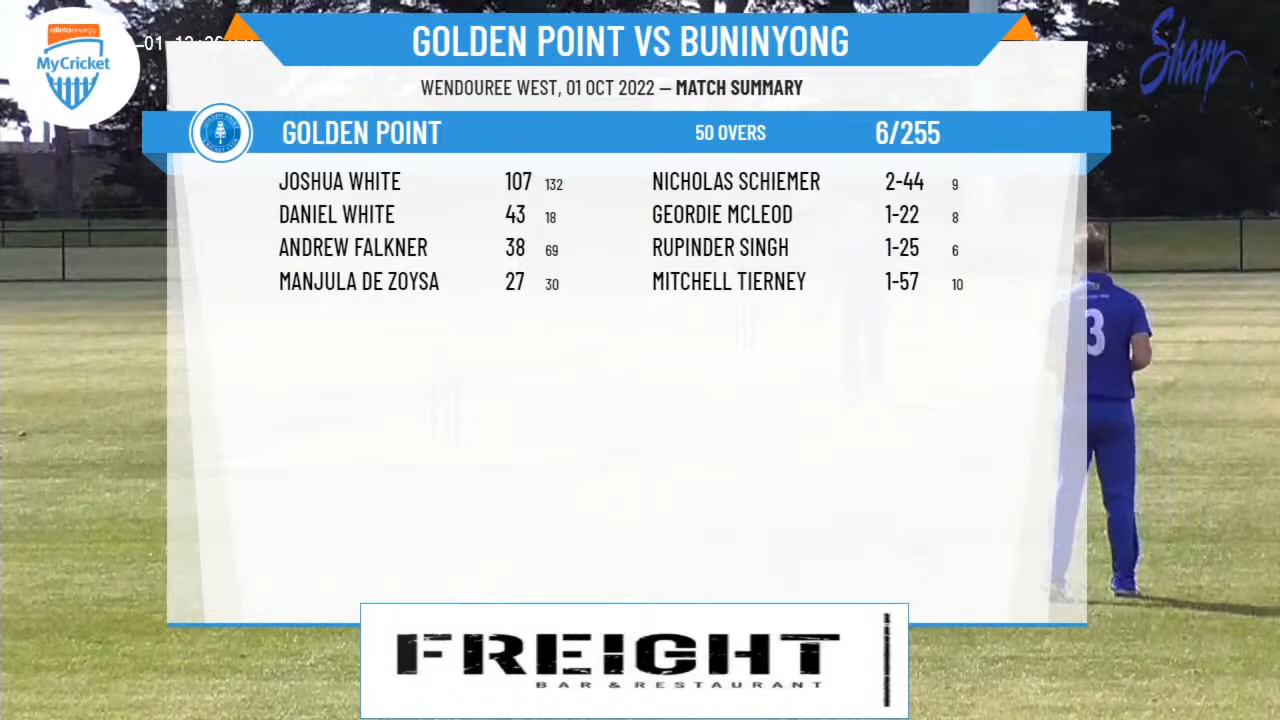 alintaenergy
MyCricket
GOLDEN POINT VS BUNINYONG
Sharp
WENDOUREE WEST, 01 OCT 2022 – MATCH SUMMARY
GOLDEN POINT 50 OVERS 6/255
JOSHUA WHITE 107 132 NICHOLAS SCHIEMER 2-44 9
DANIEL WHITE 43 18 GEORDIE MCLEOD 1-22 8
ANDREW FALKNER 38 69 RUPINDER SINGH 1-25 6
MANJULA DE ZOYSA 27 30 MITCHELL TIERNEY 1-57 10
3
FREIGHT
BAR & RESTAURANT